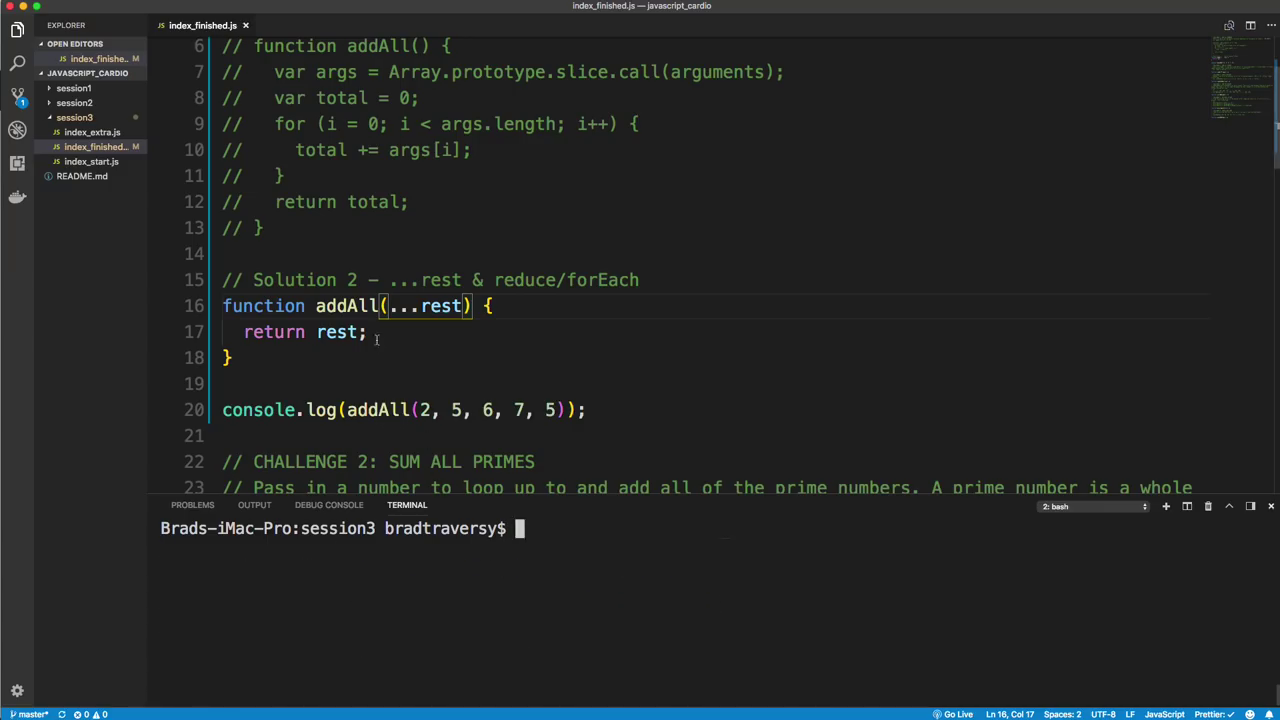 index_finished.js — javascript_cardio
EXPLORER
index_finished.js ×
OPEN EDITORS
index_finishe...
JAVASCRIPT_CARDIO
session1
session2
session3
index_extra.js
index_finished...
index_start.js
README.md
1
6 // function addAll() {
7 //   var args = Array.prototype.slice.call(arguments);
8 //   var total = 0;
9 //   for (i = 0; i < args.length; i++) {
10 //     total += args[i];
11 //   }
12 //   return total;
13 // }
14
15 // Solution 2 - ...rest & reduce/forEach
16 function addAll(...rest) {
17   return rest;
18 }
19
20 console.log(addAll(2, 5, 6, 7, 5));
21
22 // CHALLENGE 2: SUM ALL PRIMES
23 // Pass in a number to loop up to and add all of the prime numbers. A prime number is a whole
PROBLEMS OUTPUT DEBUG CONSOLE TERMINAL 2: bash
Brads-iMac-Pro:session3 bradtraversy$
master* 0 0 Go Live Ln 16, Col 17 Spaces: 2 UTF-8 LF JavaScript Prettier: ✓